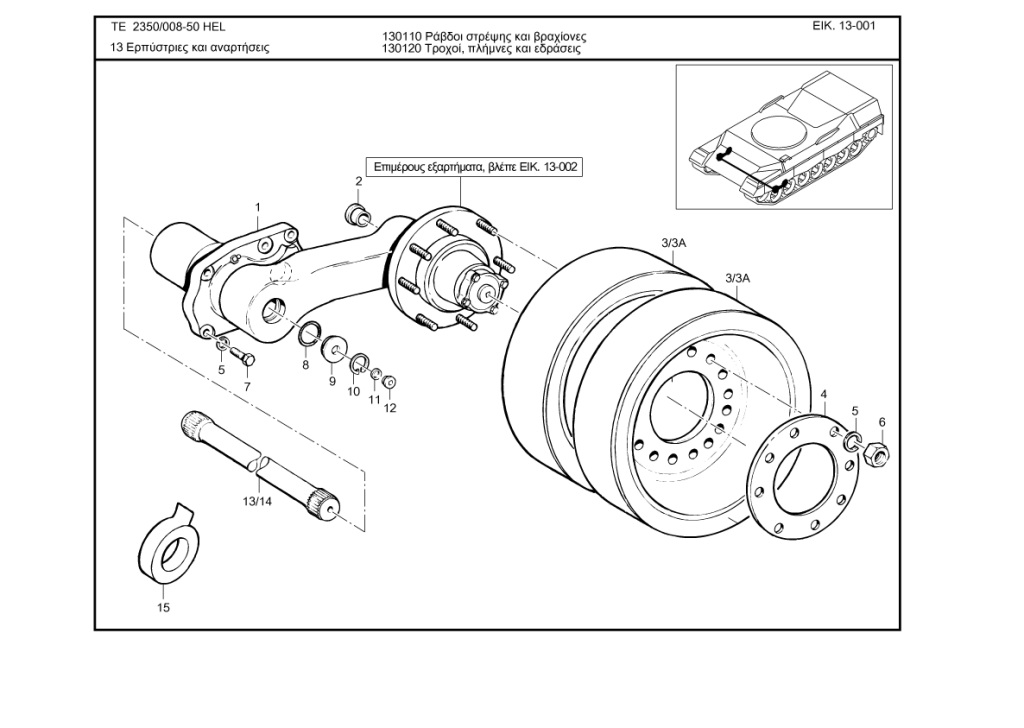 TE 2350/008-50 HEL
13 Ερπύστριες και αναρτήσεις
130110 Ράβδοι στρέψης και βραχίονες
130120 Τροχοί, πλήμνες και εδράσεις
ΕΙΚ. 13-001
Επιμέρους εξαρτήματα, βλέπε ΕΙΚ. 13-002
2
1
3/3A
3/3A
5
7
8
9
10
11
12
4
5
6
13/14
15